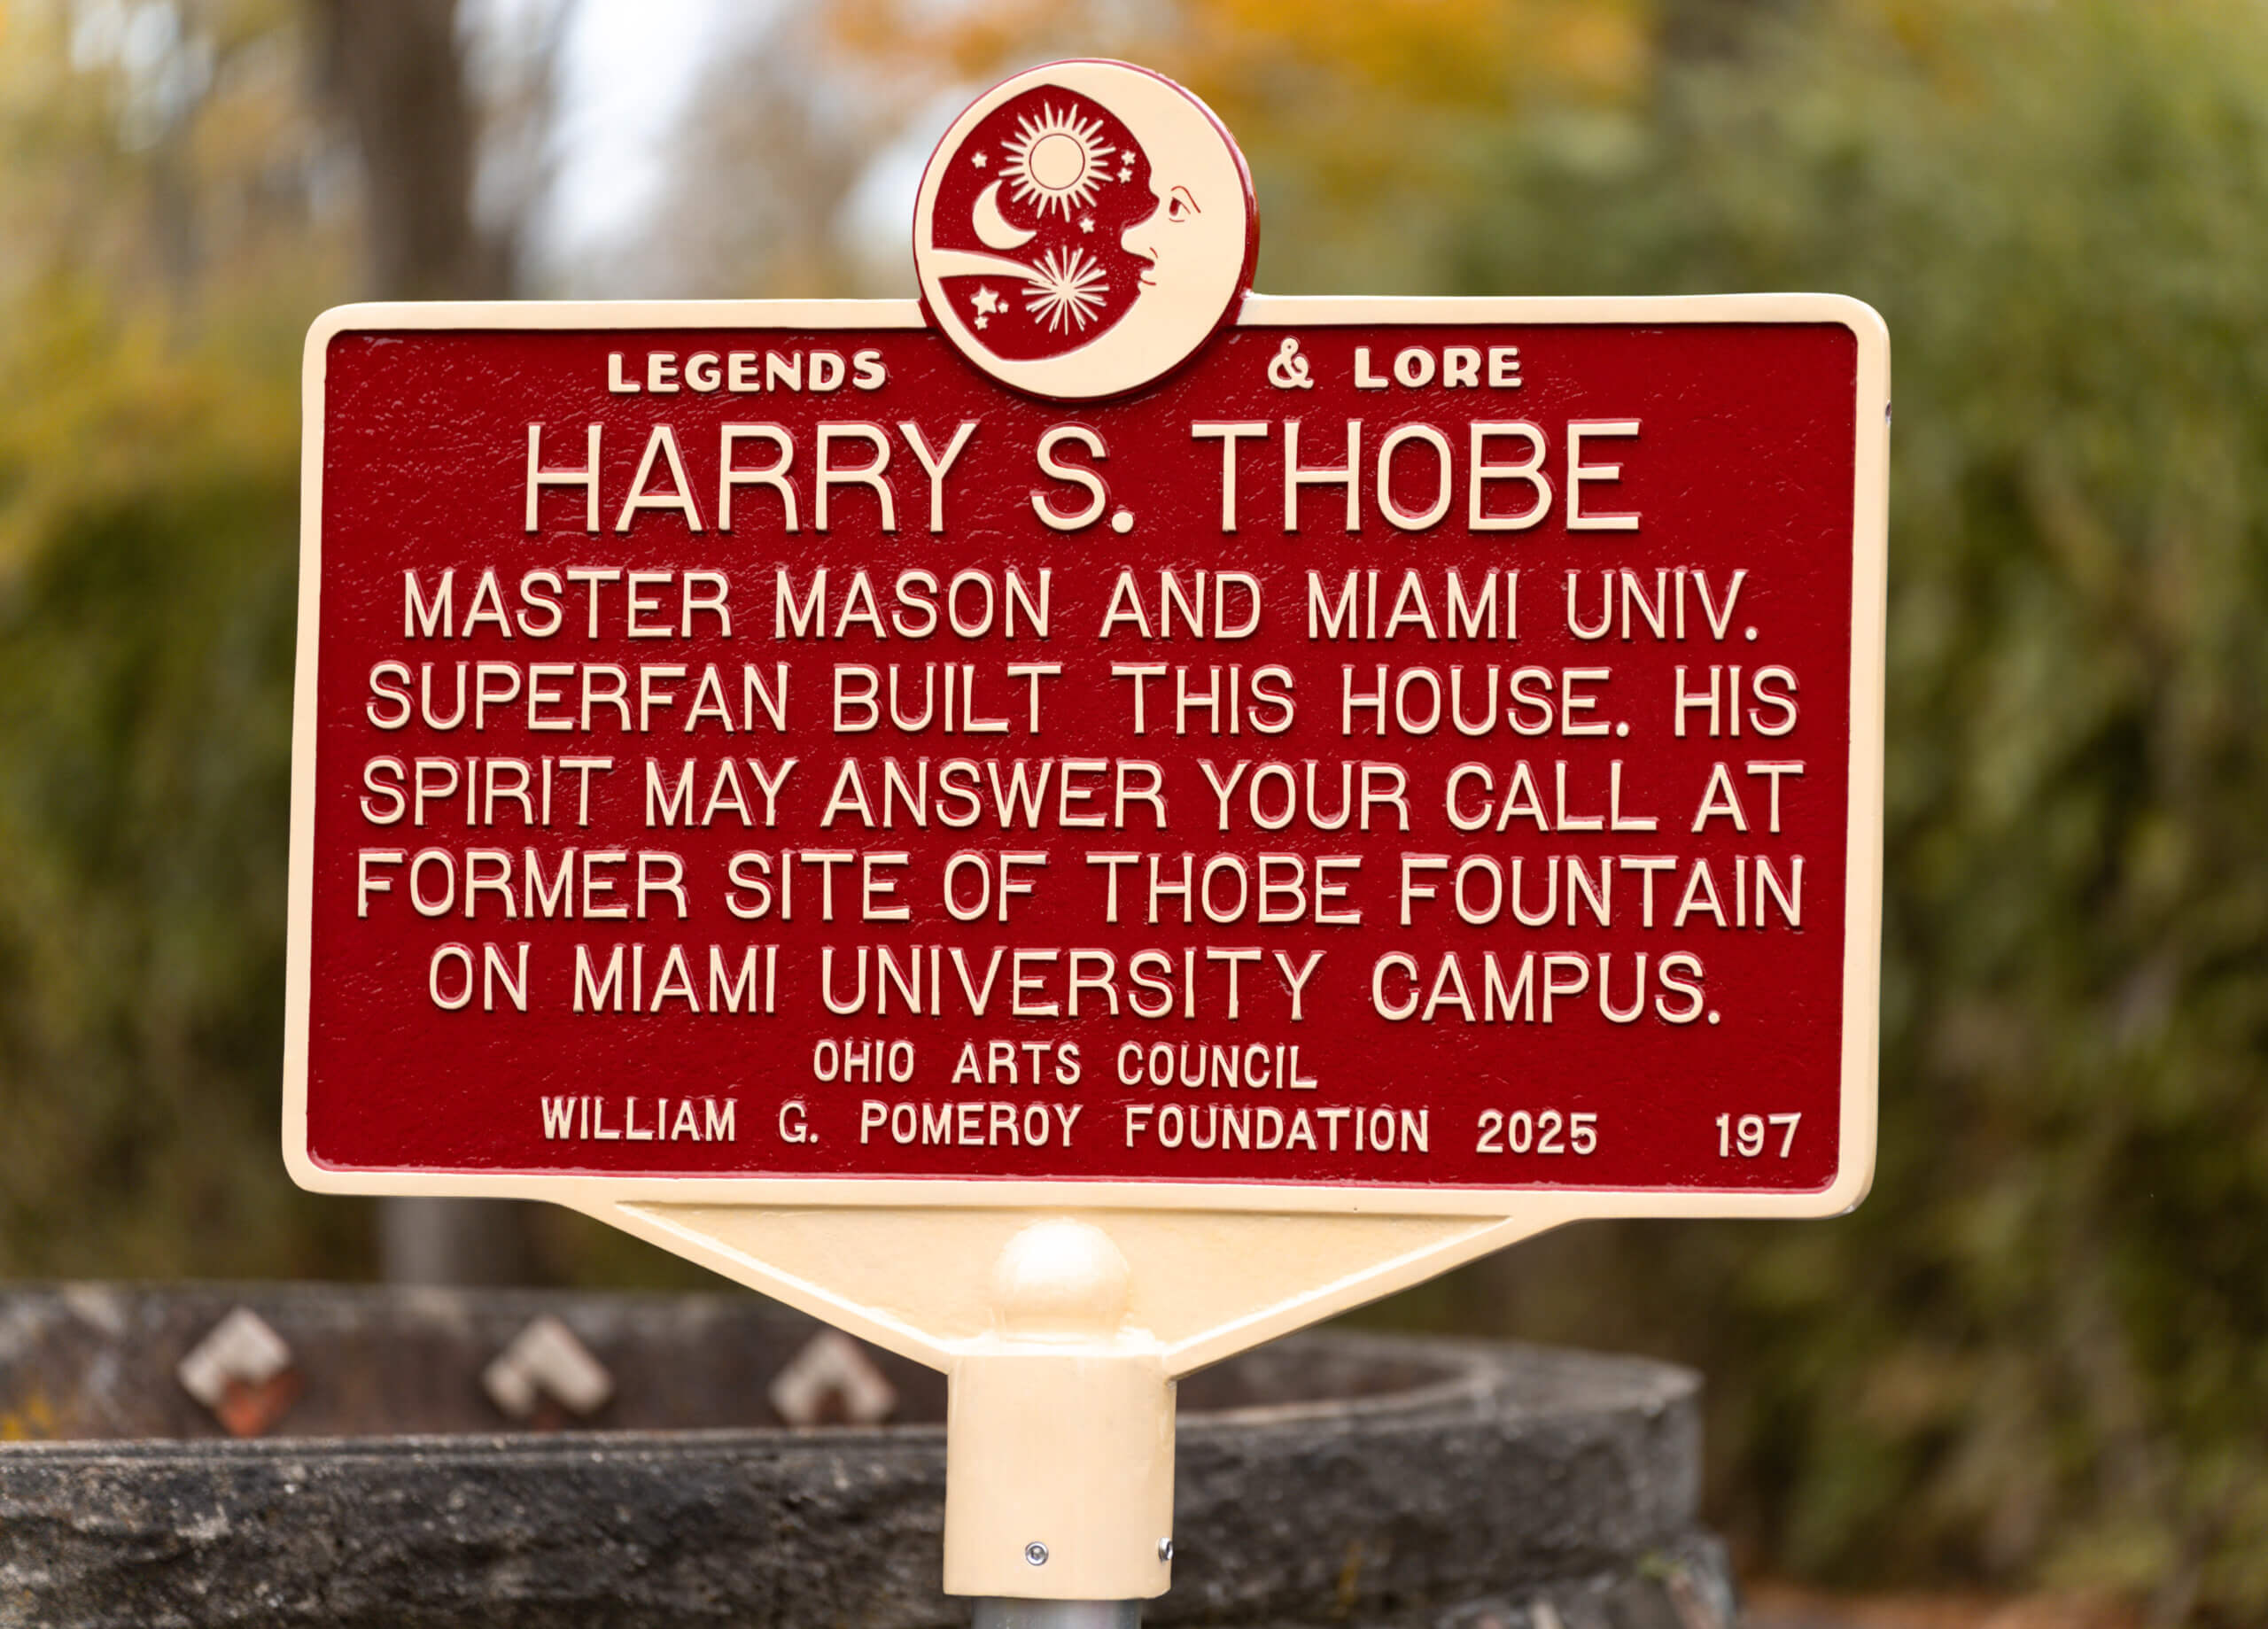 LEGENDS & LORE
HARRY S. THOBE
MASTER MASON AND MIAMI UNIV.
SUPERFAN BUILT THIS HOUSE. HIS
SPIRIT MAY ANSWER YOUR CALL AT
FORMER SITE OF THOBE FOUNTAIN
ON MIAMI UNIVERSITY CAMPUS.
OHIO ARTS COUNCIL
WILLIAM G. POMEROY FOUNDATION 2025 197